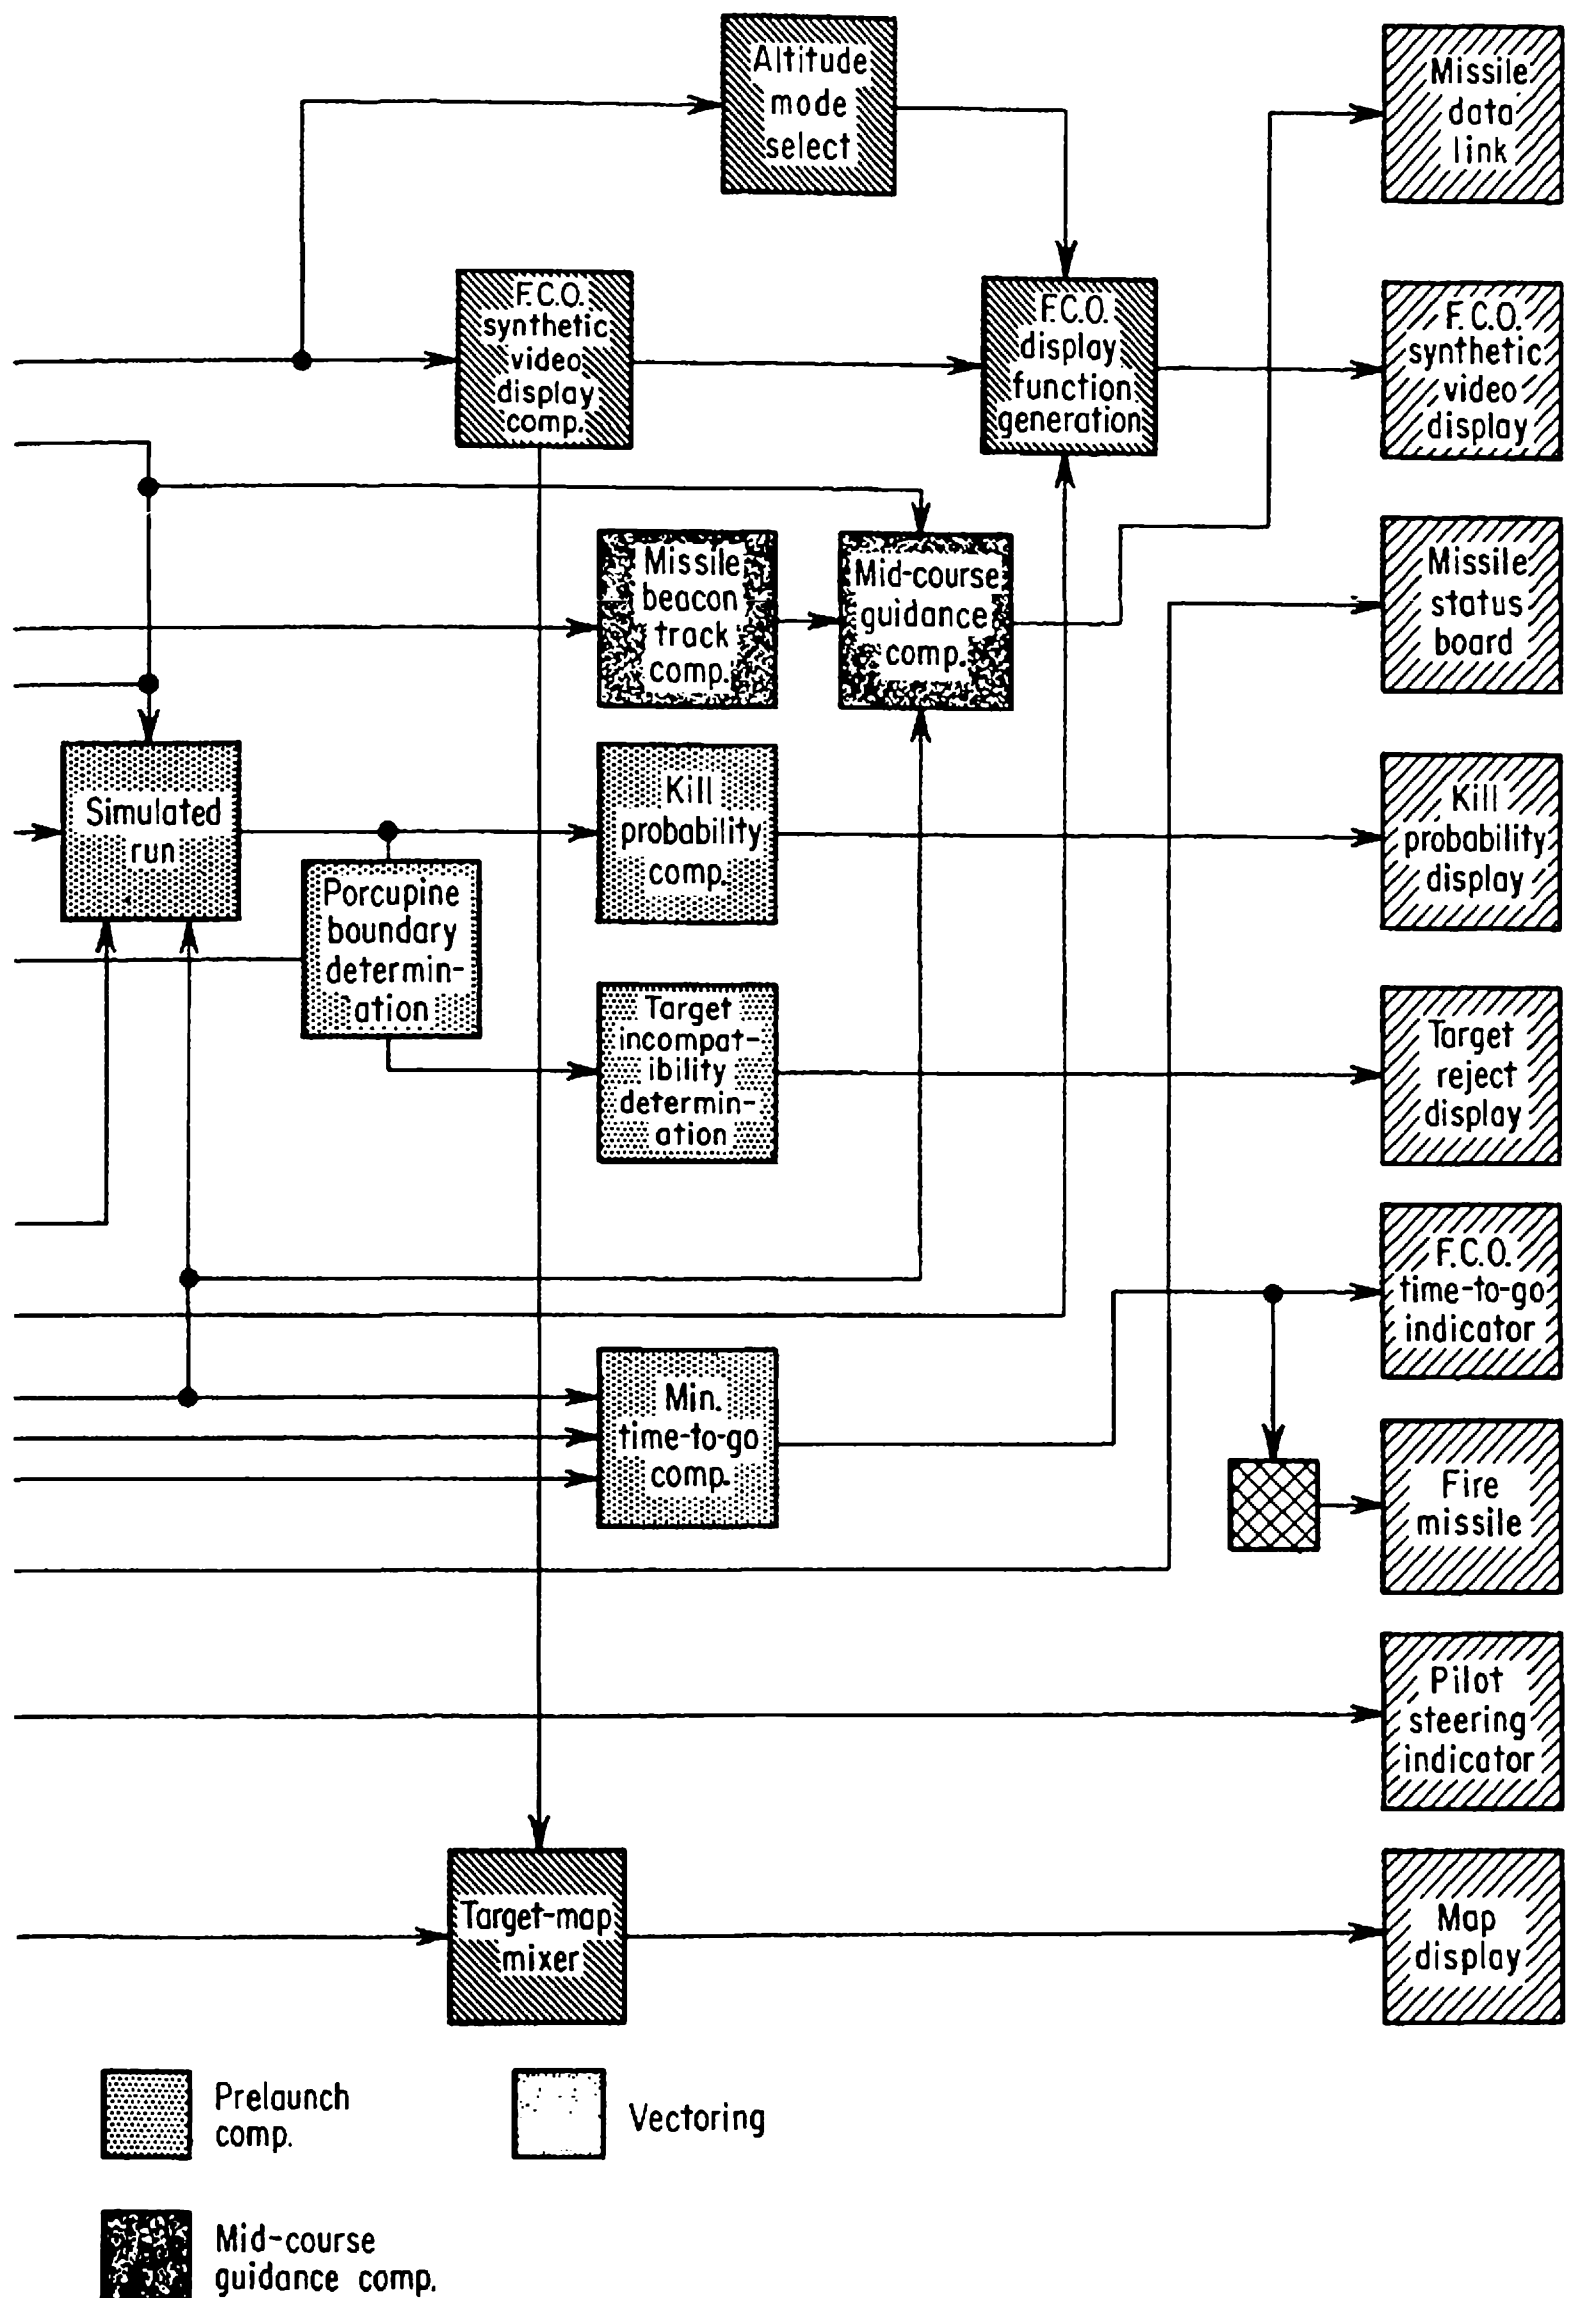 Altitude
mode
select
Missile
data
link
F.C.O.
synthetic
video
display
comp.
F.C.O.
display
function
generation
F.C.O.
synthetic
video
display
Missile
beacon
track
comp.
Mid-course
guidance
comp.
Missile
status
board
Simulated
run
Kill
probability
comp.
Kill
probability
display
Porcupine
boundary
determin-
ation
Target
incompat-
ibility
determin-
ation
Target
reject
display
F.C.O.
time-to-go
indicator
Min.
time-to-go
comp.
Fire
missile
Pilot
steering
indicator
Target-map
mixer
Map
display
Prelaunch
comp.
Vectoring
Mid-course
guidance comp.